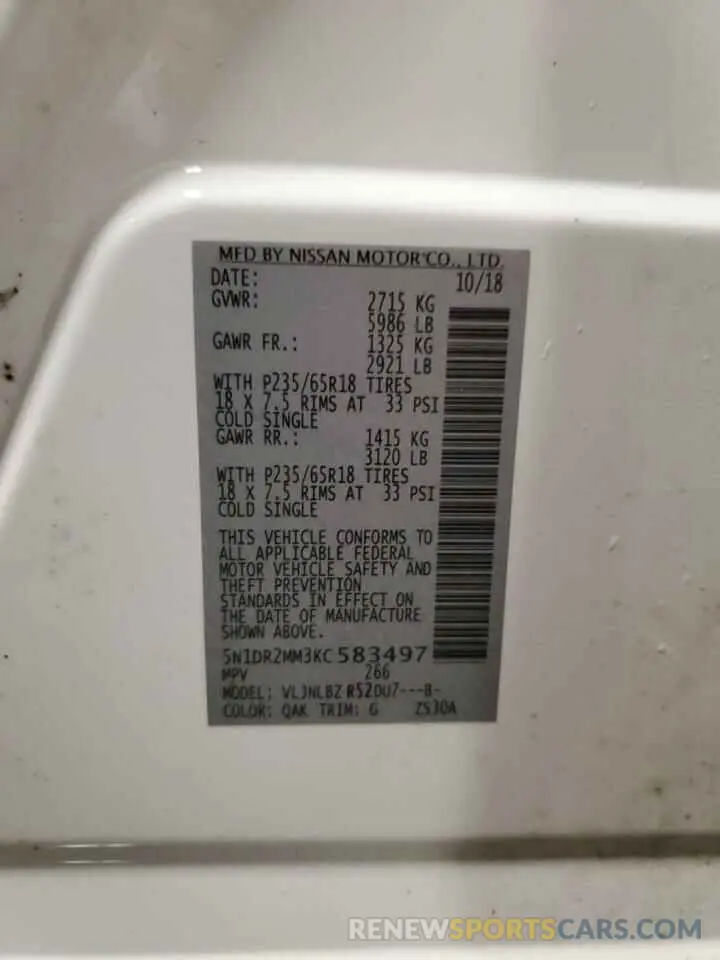 MFD BY NISSAN MOTOR CO., LTD.
DATE: 10/18
GVWR: 2715 KG
5986 LB
GAWR FR.: 1325 KG
2921 LB
WITH P235/65R18 TIRES
18 X 7.5 RIMS AT 33 PSI
COLD SINGLE
GAWR RR.: 1415 KG
3120 LB
WITH P235/65R18 TIRES
18 X 7.5 RIMS AT 33 PSI
COLD SINGLE
THIS VEHICLE CONFORMS TO
ALL APPLICABLE FEDERAL
MOTOR VEHICLE SAFETY AND
THEFT PREVENTION
STANDARDS IN EFFECT ON
THE DATE OF MANUFACTURE
SHOWN ABOVE.
5N1DR2MM3KC583497
MPV 266
MODEL: VLJNLBZ R52DU7---B-
COLOR: QAK TRIM: G ZS30A
RENEWSPORTSCARS.COM